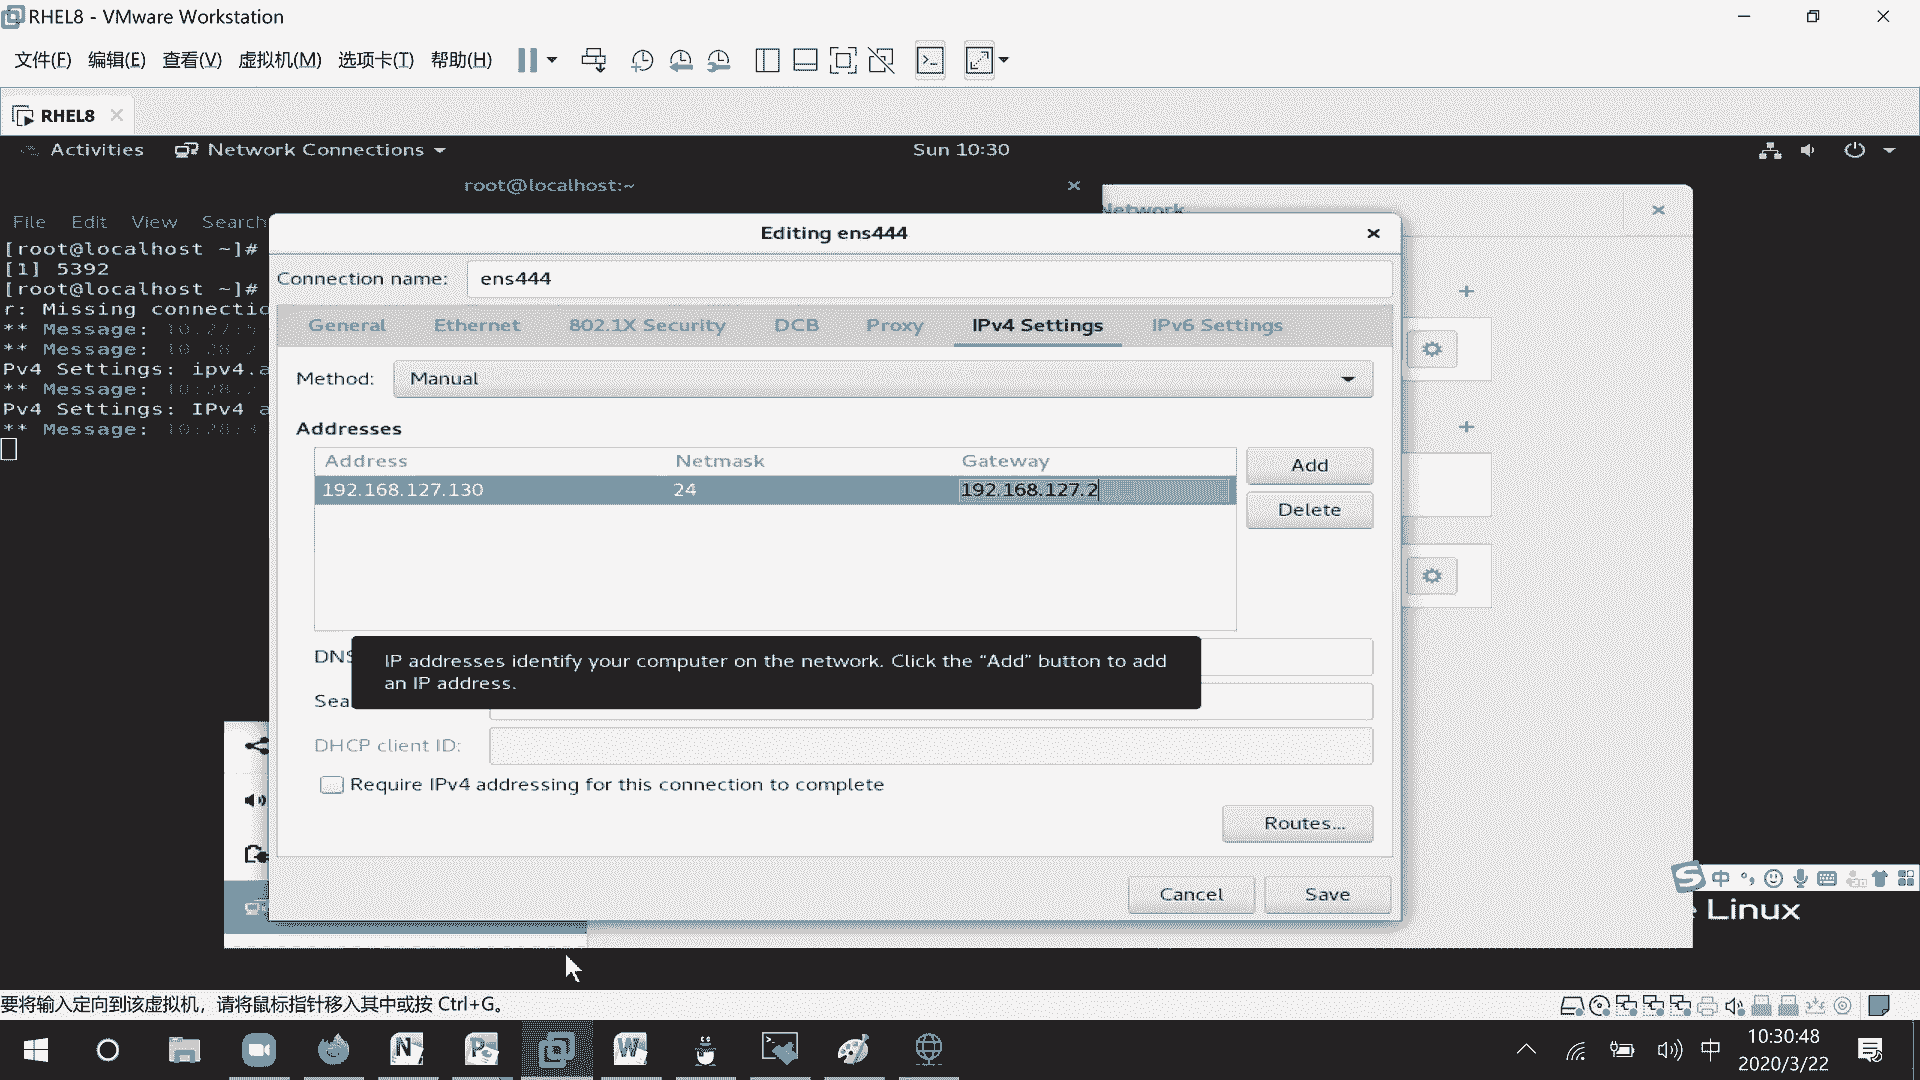 RHEL8 - VMware Workstation
文件(F) 编辑(E) 查看(V) 虚拟机(M) 选项卡(T) 帮助(H)
RHEL8
Activities Network Connections Sun 10:30
root@localhost:~
Network
File Edit View Search
[root@localhost ~]#
[1] 5392
[root@localhost ~]#
r: Missing connectio
** Message:
** Message:
Pv4 Settings: ipv4.a
** Message:
Pv4 Settings: IPv4 a
** Message:
Editing ens444
Connection name: ens444
General Ethernet 802.1X Security DCB Proxy IPv4 Settings IPv6 Settings
Method: Manual
Addresses
Address Netmask Gateway
192.168.127.130 24 192.168.127.2
Add
Delete
DNS
IP addresses identify your computer on the network. Click the “Add” button to add
an IP address.
Sea
DHCP client ID:
Require IPv4 addressing for this connection to complete
Routes...
Cancel Save
中
Linux
要将输入定向到该虚拟机，请将鼠标指针移入其中或按 Ctrl+G。
中 10:30:48
2020/3/22